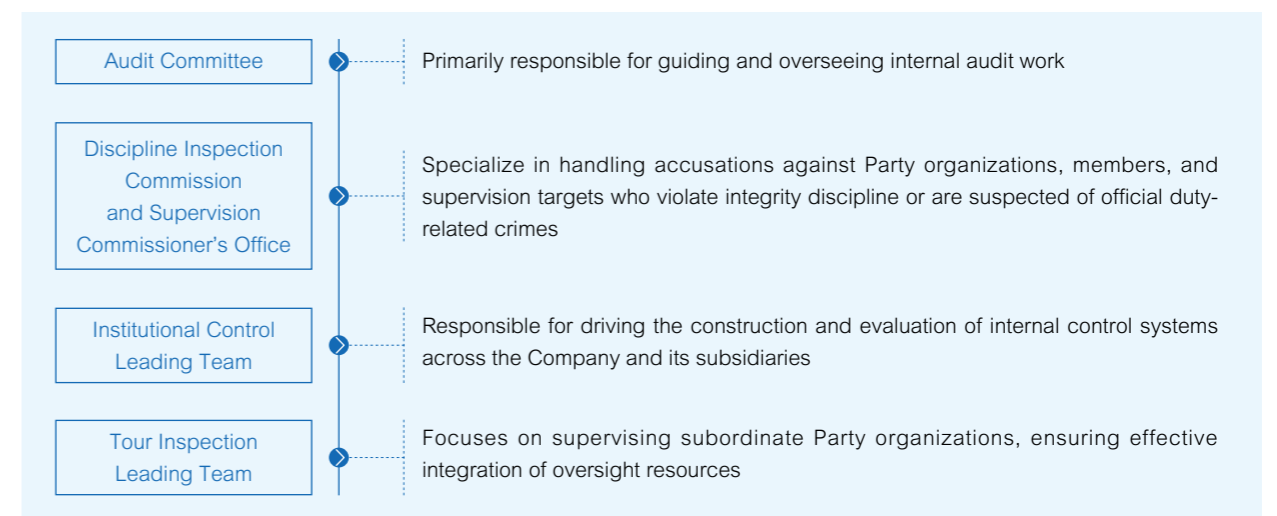 Audit Committee
Primarily responsible for guiding and overseeing internal audit work
Discipline Inspection
Commission
and Supervision
Commissioner's Office
Specialize in handling accusations against Party organizations, members, and
supervision targets who violate integrity discipline or are suspected of official duty-
related crimes
Institutional Control
Leading Team
Responsible for driving the construction and evaluation of internal control systems
across the Company and its subsidiaries
Tour Inspection
Leading Team
Focuses on supervising subordinate Party organizations, ensuring effective
integration of oversight resources